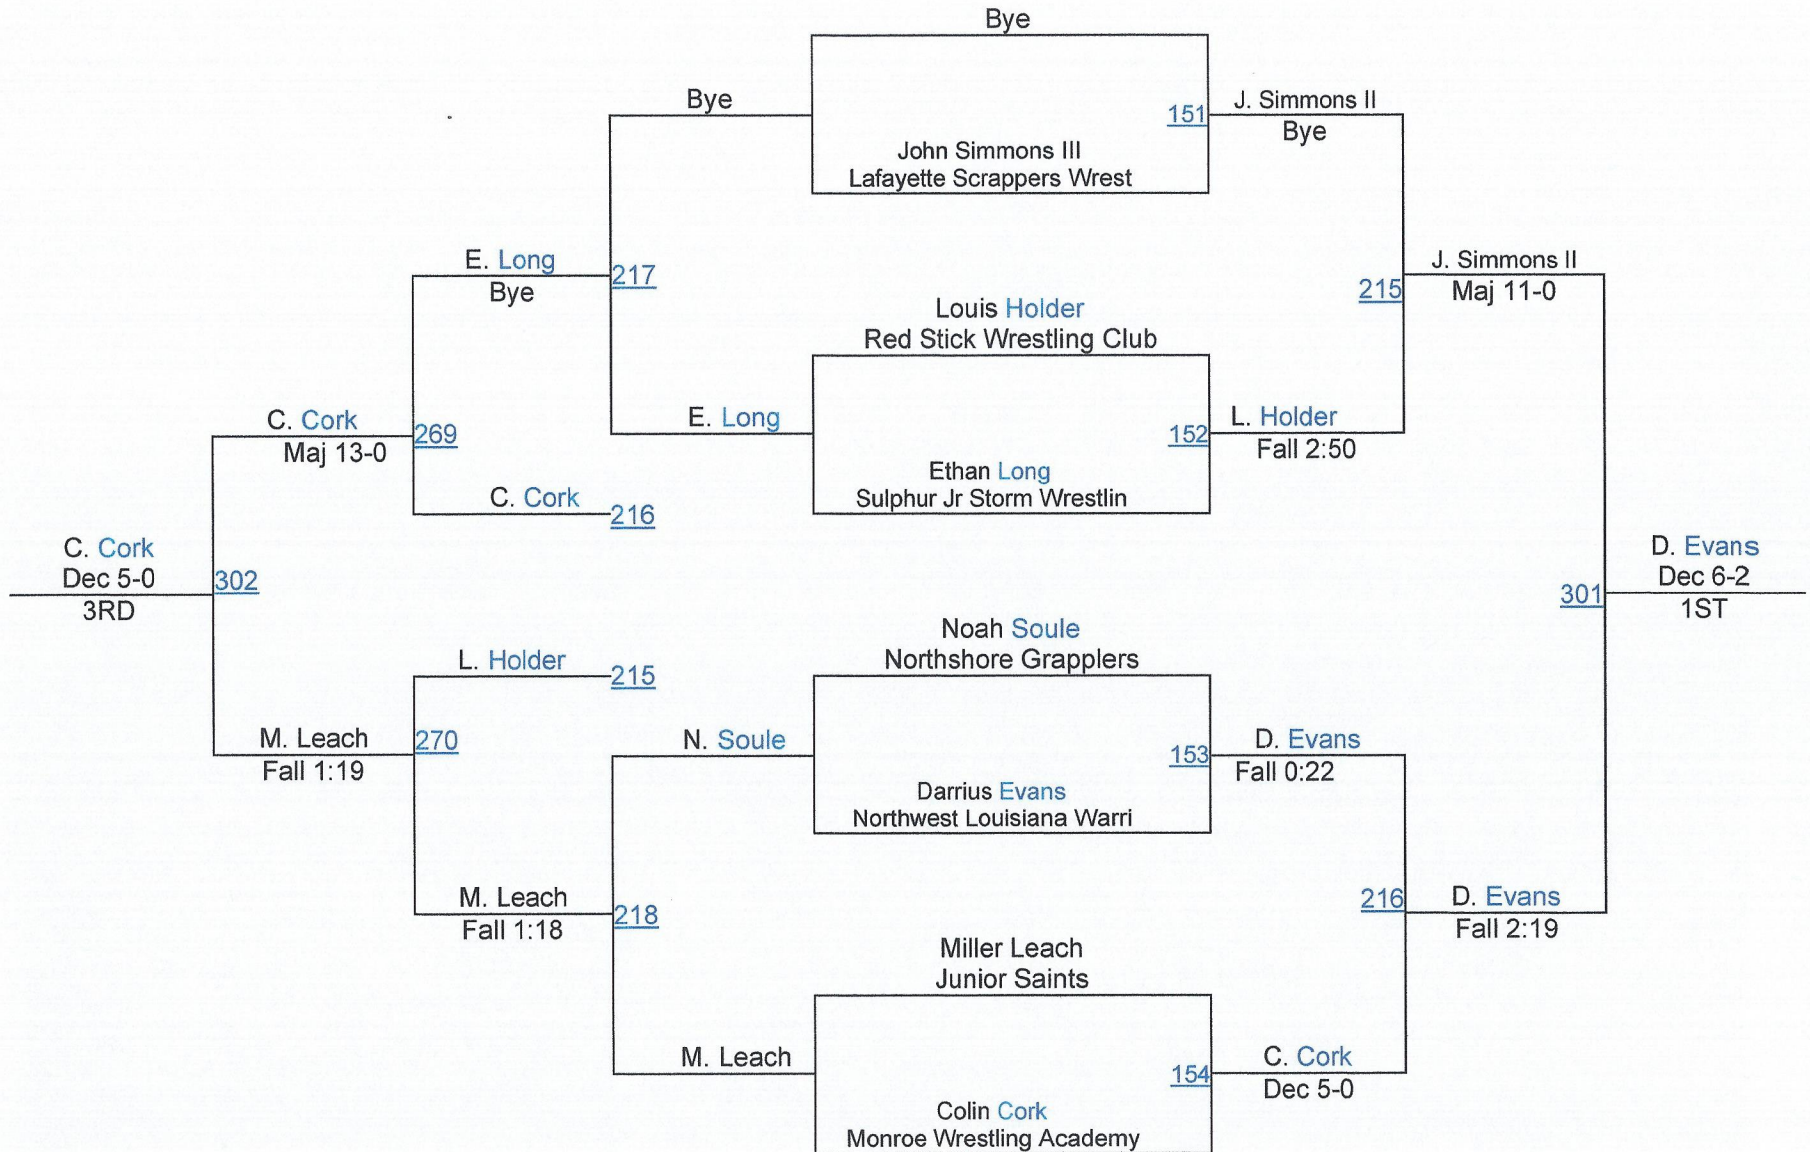 Bye
Bye
151
J. Simmons II
Bye
John Simmons III
Lafayette Scrappers Wrest
E. Long
Bye
217
J. Simmons II
Maj 11-0
215
Louis Holder
Red Stick Wrestling Club
C. Cork
Maj 13-0
269
E. Long
152
L. Holder
Fall 2:50
Ethan Long
Sulphur Jr Storm Wrestlin
C. Cork
216
C. Cork
Dec 5-0
3RD
302
D. Evans
Dec 6-2
1ST
301
Noah Soule
Northshore Grapplers
L. Holder
215
M. Leach
Fall 1:19
270
N. Soule
153
D. Evans
Fall 0:22
Darrius Evans
Northwest Louisiana Warri
M. Leach
Fall 1:18
218
216
D. Evans
Fall 2:19
Miller Leach
Junior Saints
M. Leach
154
C. Cork
Dec 5-0
Colin Cork
Monroe Wrestling Academy